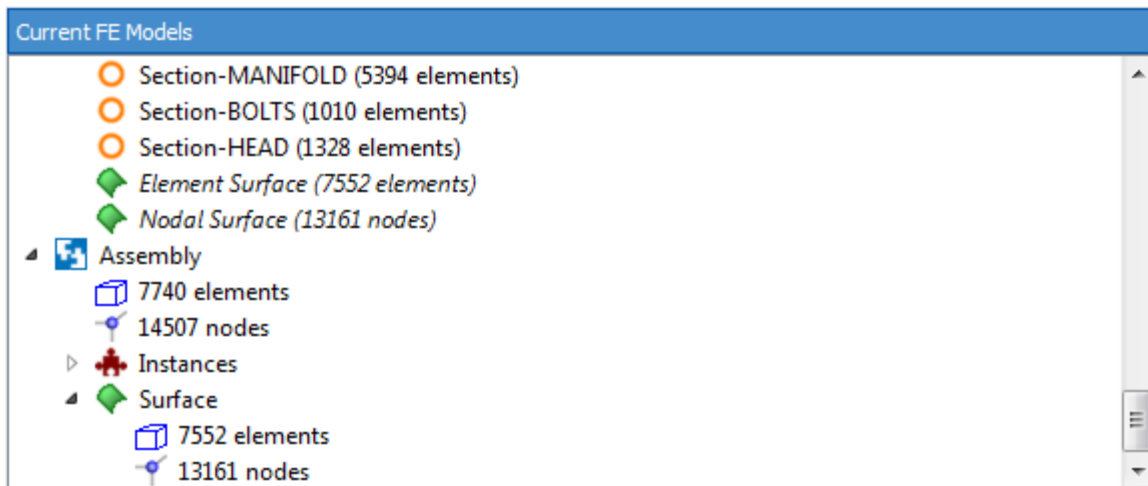 Current FE Models
Section-MANIFOLD (5394 elements)
Section-BOLTS (1010 elements)
Section-HEAD (1328 elements)
Element Surface (7552 elements)
Nodal Surface (13161 nodes)
Assembly
7740 elements
14507 nodes
Instances
Surface
7552 elements
13161 nodes